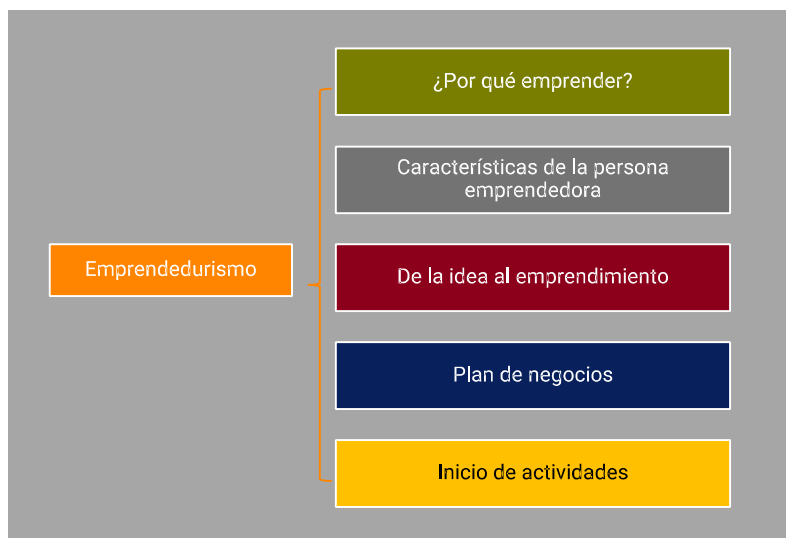 ¿Por qué emprender?
Característícas de la persona
emprendedora
Emprendedurismo
De la idea al emprendimiento
Plan de negocios
Inicio de actividades